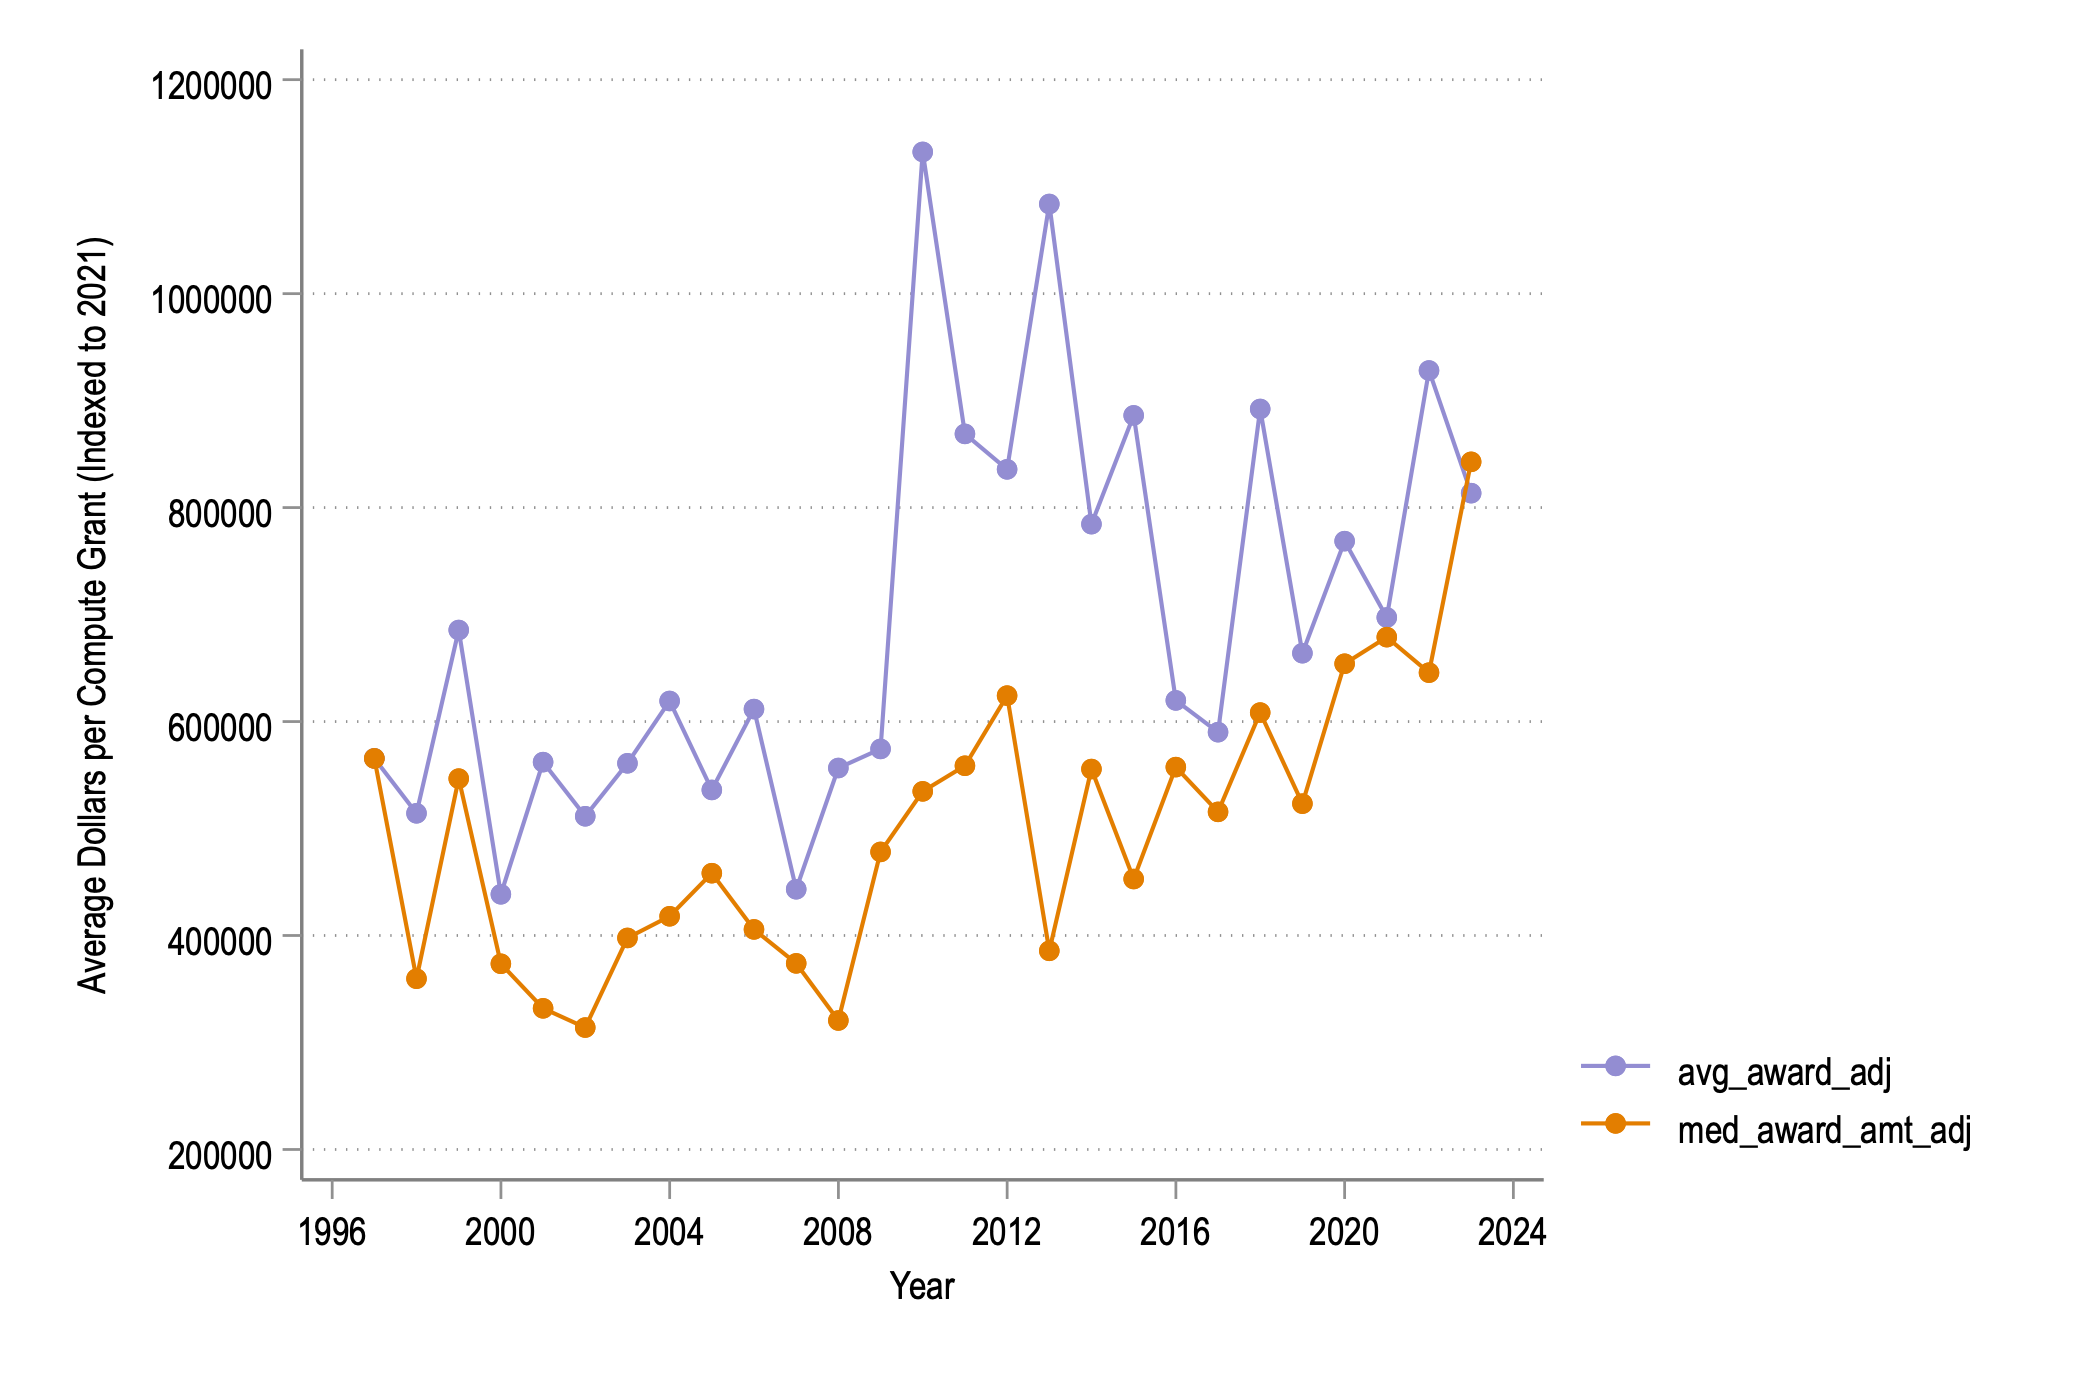 Average Dollars per Compute Grant (Indexed to 2021)
1200000
1000000
800000
600000
400000
200000
1996 2000 2004 2008 2012 2016 2020 2024
Year
avg_award_adj
med_award_amt_adj